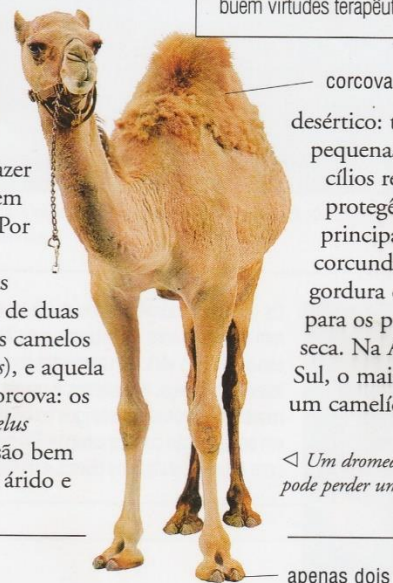 buem virtudes terapêut
corcova
azer
em
Por
s
de duas
s camelos
s), e aquela
orcova: os
elus
são bem
árido e
desértico: t
pequena
cílios re
protegê
principa
corcund
gordura
para os p
seca. Na A
Sul, o mai
um camelí
◁ Um dromea
pode perder un
apenas dois